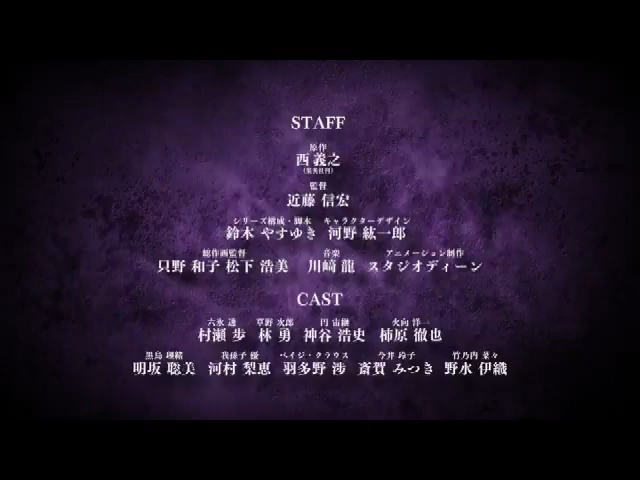 STAFF
原作
西 義之
(集英社刊)
監督
近藤 信宏
シリーズ構成・脚本 キャラクターデザイン
鈴木 やすゆき 河野 紘一郎
総作画監督 音楽 アニメーション制作
只野 和子 松下 浩美 川﨑 龍 スタジオディーン
CAST
六氷 透 草野 次郎 円 宙継 火向 洋一
村瀬 歩 林 勇 神谷 浩史 柿原 徹也
黒鳥 理緒 我孫子 優 ペイジ・クラウス 今井 玲子 竹乃内 菜々
明坂 聡美 河村 梨恵 羽多野 渉 斎賀 みつき 野水 伊織